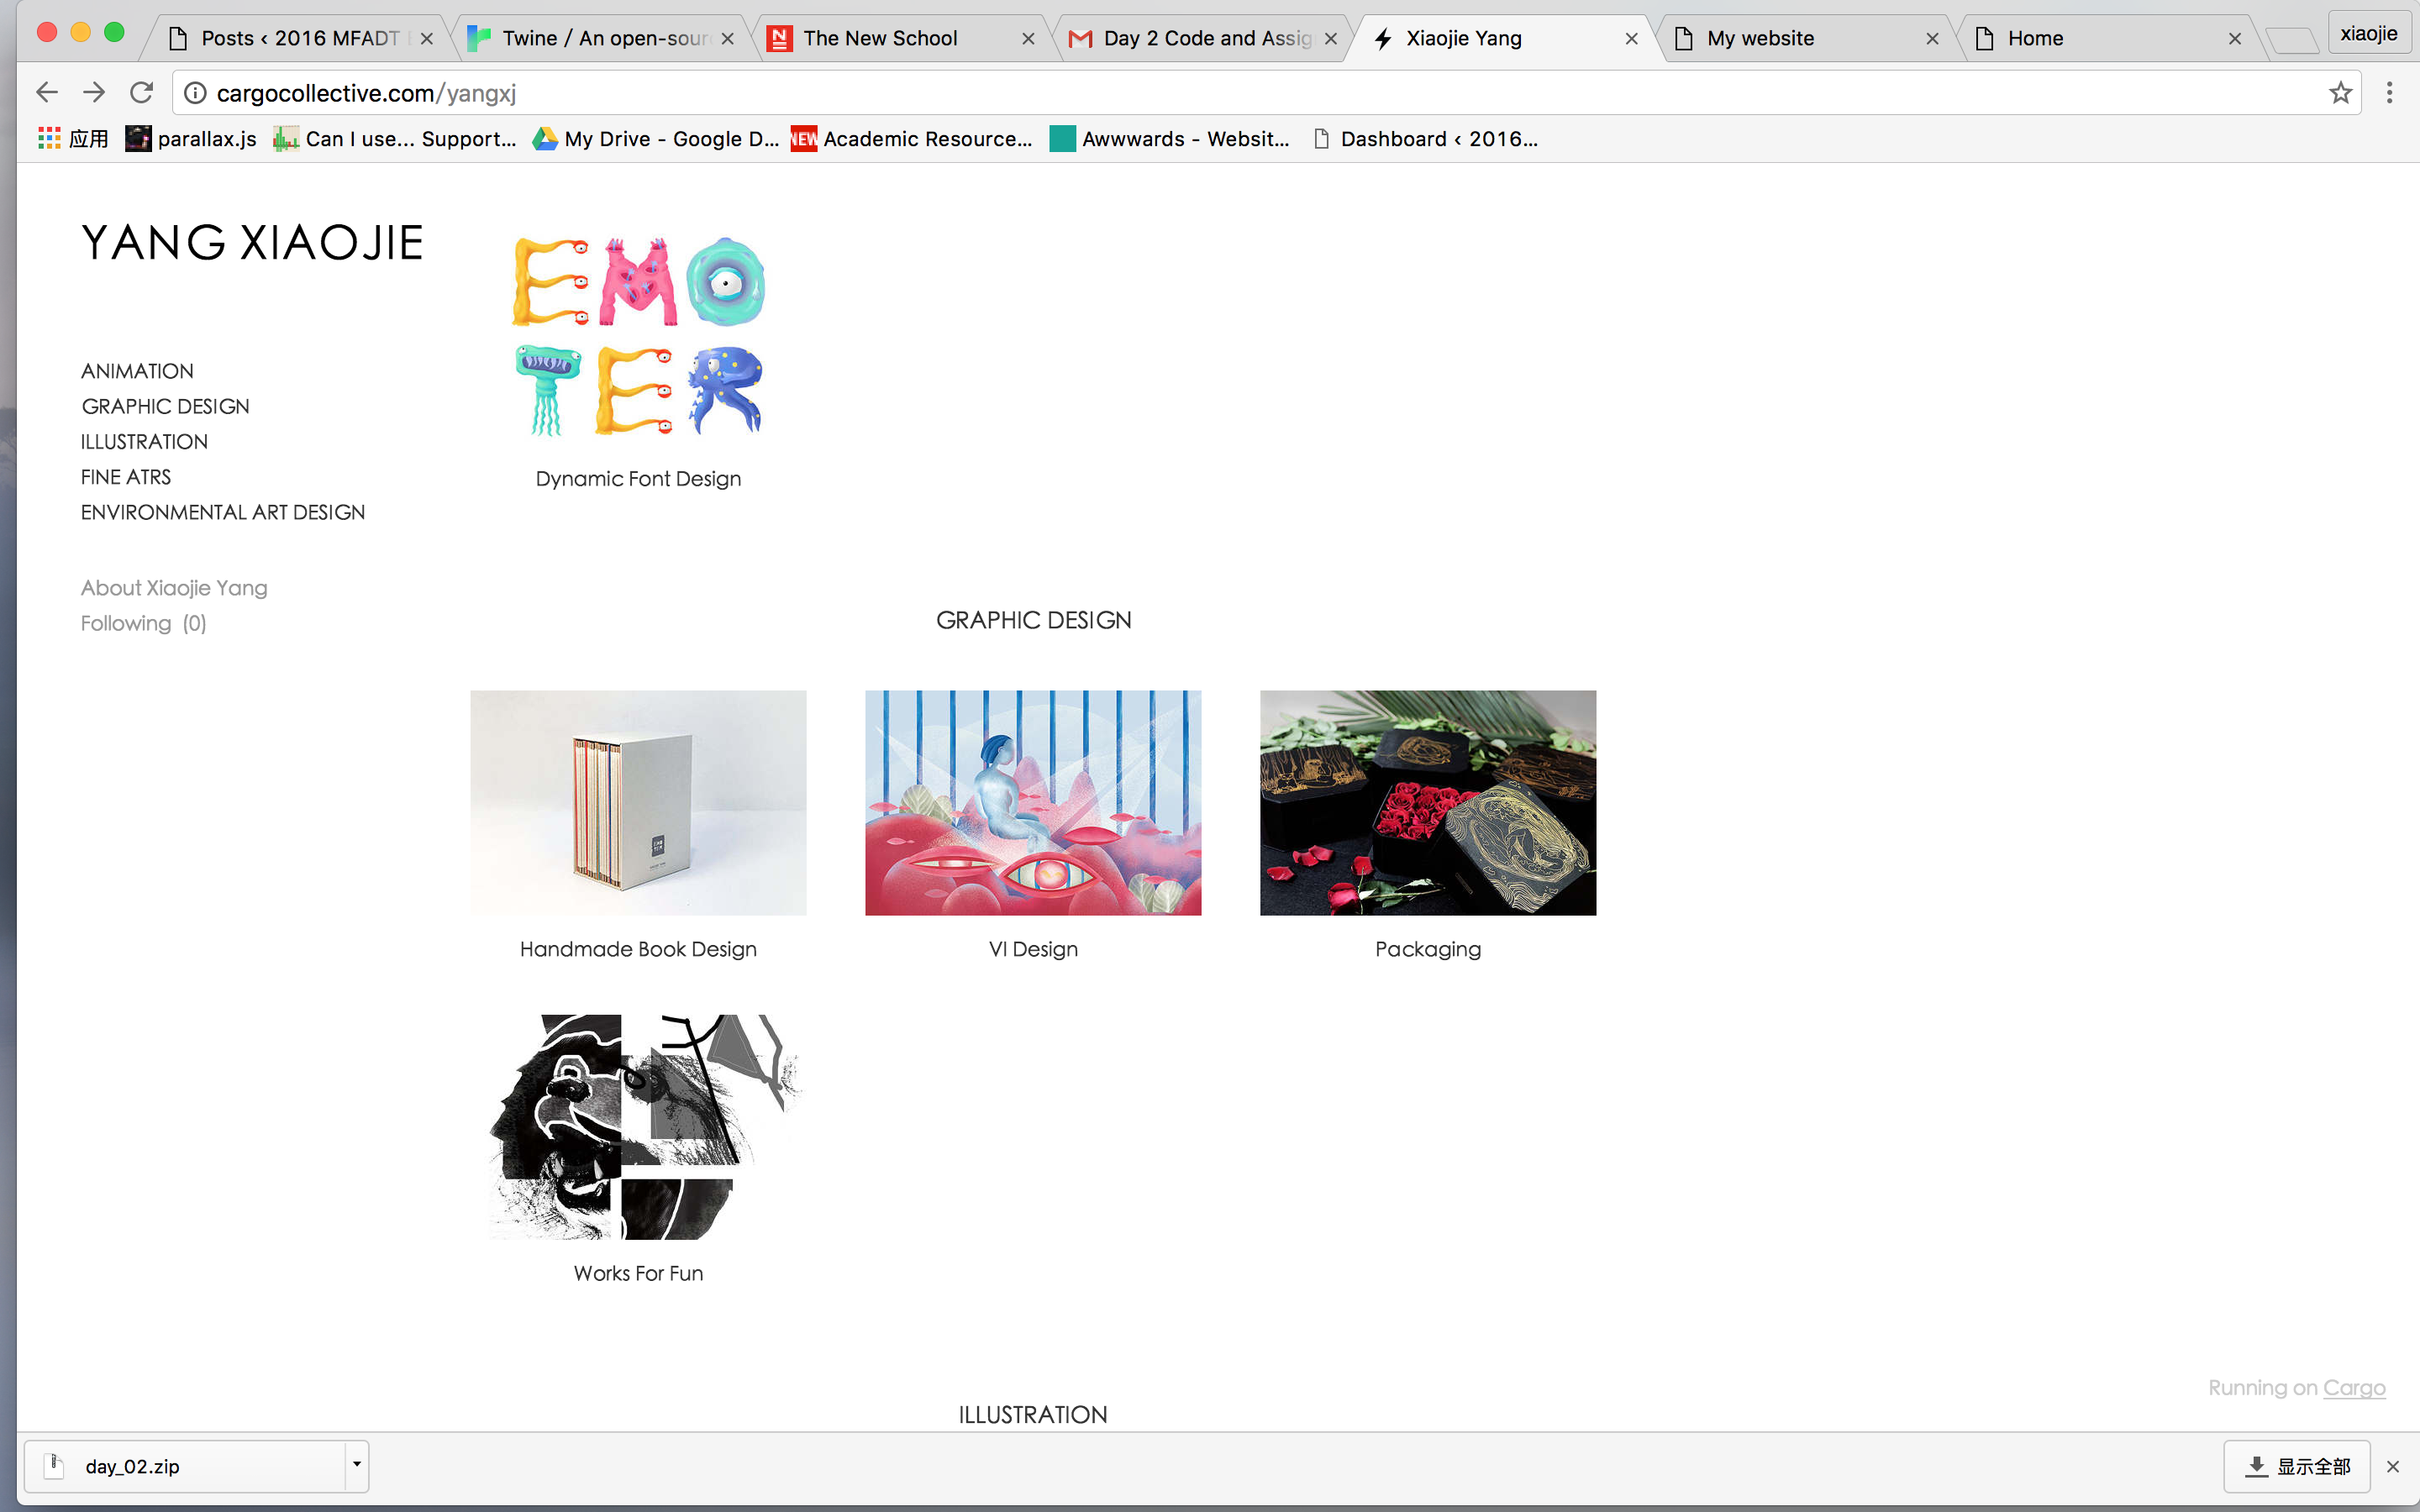 Posts ‹ 2016 MFADT
Twine / An open-sour
The New School
Day 2 Code and Assig
Xiaojie Yang
My website
Home
xiaojie
cargocollective.com/yangxj
应用
parallax.js
Can I use... Support...
My Drive - Google D...
NEW
Academic Resource...
Awwwards - Websit...
Dashboard ‹ 2016...
YANG XIAOJIE
EMO
TER
ANIMATION
GRAPHIC DESIGN
ILLUSTRATION
FINE ATRS
ENVIRONMENTAL ART DESIGN
Dynamic Font Design
About Xiaojie Yang
Following (0)
GRAPHIC DESIGN
Handmade Book Design
VI Design
Packaging
Works For Fun
Running on Cargo
ILLUSTRATION
day_02.zip
显示全部